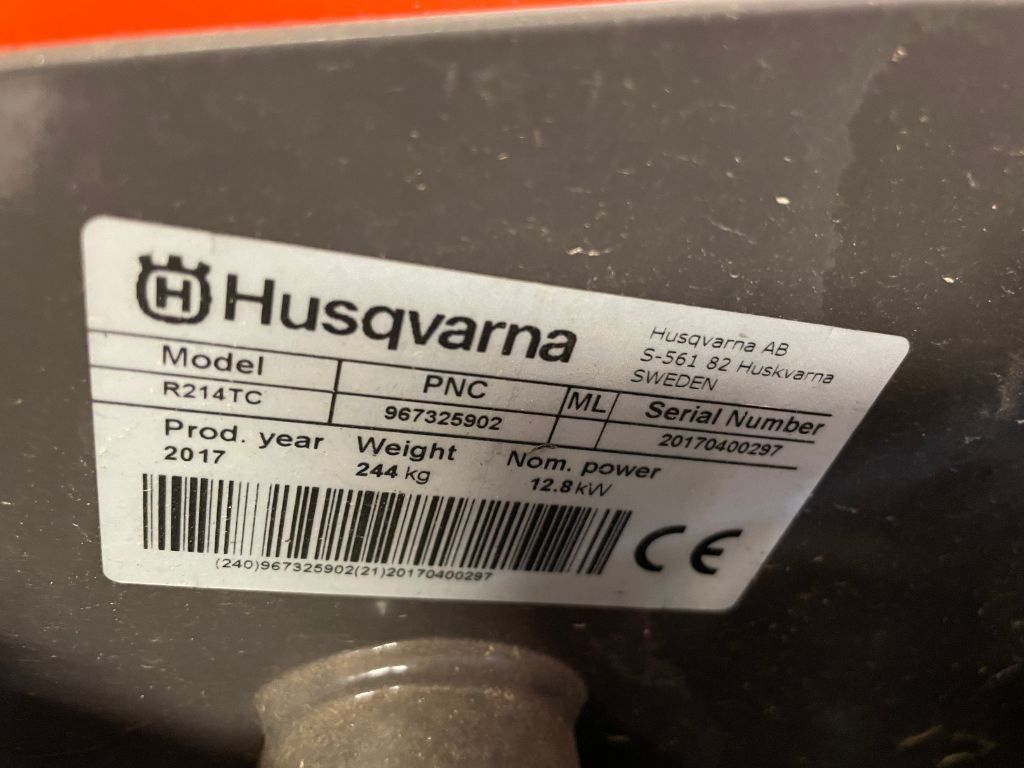 Husqvarna
Husqvarna AB
S-561 82 Huskvarna
SWEDEN
Model PNC ML Serial Number
R214TC 967325902 20170400297
Prod. year Weight Nom. power
2017 244 kg 12.8 kW
(240)967325902(21)20170400297
CE